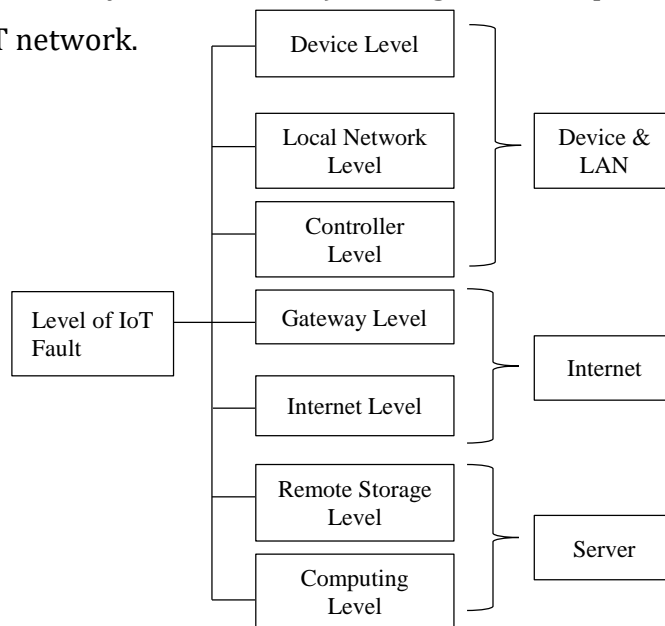 T network.
Device Level
Local Network
Level
Device &
LAN
Controller
Level
Level of IoT
Fault
Gateway Level
Internet
Internet Level
Remote Storage
Level
Server
Computing
Level